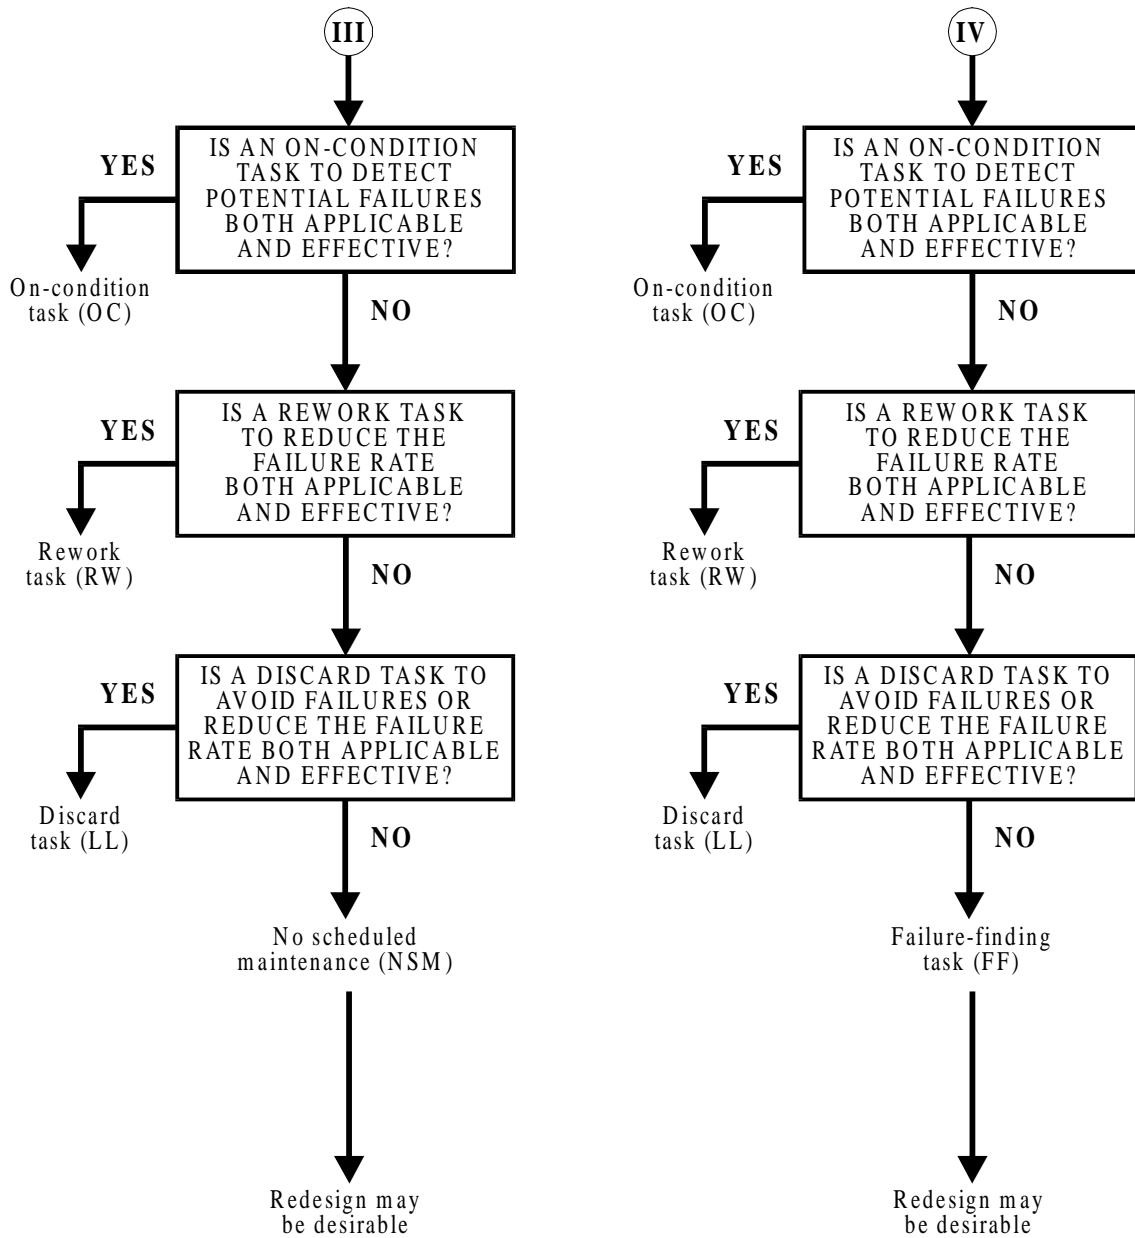 III
IS AN ON-CONDITION
TASK TO DETECT
POTENTIAL FAILURES
BOTH APPLICABLE
AND EFFECTIVE?
YES
On-condition
task (OC)
NO
IS A REWORK TASK
TO REDUCE THE
FAILURE RATE
BOTH APPLICABLE
AND EFFECTIVE?
YES
Rework
task (RW)
NO
IS A DISCARD TASK TO
AVOID FAILURES OR
REDUCE THE FAILURE
RATE BOTH APPLICABLE
AND EFFECTIVE?
YES
Discard
task (LL)
NO
No scheduled
maintenance (NSM)
Redesign may
be desirable
IV
IS AN ON-CONDITION
TASK TO DETECT
POTENTIAL FAILURES
BOTH APPLICABLE
AND EFFECTIVE?
YES
On-condition
task (OC)
NO
IS A REWORK TASK
TO REDUCE THE
FAILURE RATE
BOTH APPLICABLE
AND EFFECTIVE?
YES
Rework
task (RW)
NO
IS A DISCARD TASK TO
AVOID FAILURES OR
REDUCE THE FAILURE
RATE BOTH APPLICABLE
AND EFFECTIVE?
YES
Discard
task (LL)
NO
Failure-finding
task (FF)
Redesign may
be desirable